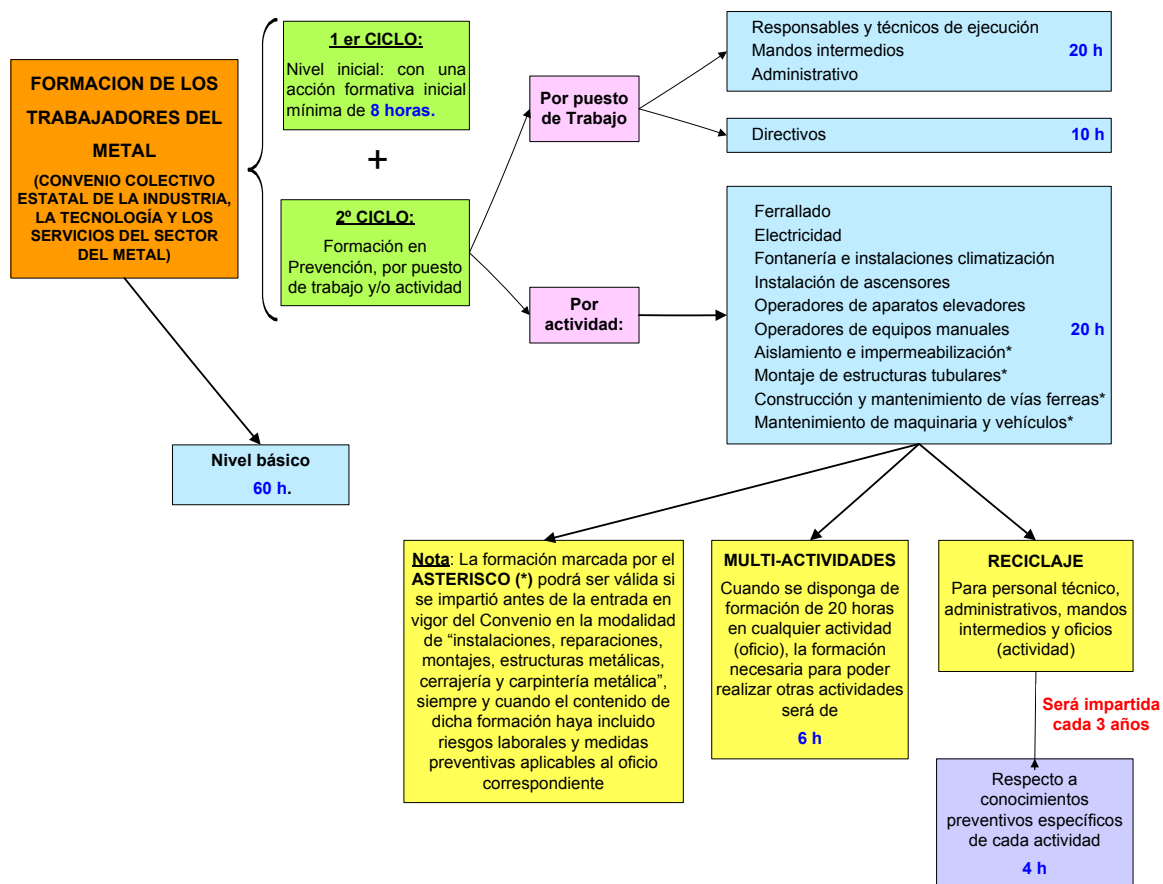 FORMACION DE LOS
TRABAJADORES DEL
METAL
(CONVENIO COLECTIVO
ESTATAL DE LA INDUSTRIA,
LA TECNOLOGÍA Y LOS
SERVICIOS DEL SECTOR
DEL METAL)
1 er CICLO:
Nivel inicial: con una
acción formativa inicial
mínima de 8 horas.
+
2º CICLO:
Formación en
Prevención, por puesto
de trabajo y/o actividad
Por puesto
de Trabajo
Responsables y técnicos de ejecución
Mandos intermedios 20 h
Administrativo
Directivos 10 h
Por
actividad:
Ferrallado
Electricidad
Fontanería e instalaciones climatización
Instalación de ascensores
Operadores de aparatos elevadores
Operadores de equipos manuales 20 h
Aislamiento e impermeabilización*
Montaje de estructuras tubulares*
Construcción y mantenimiento de vías ferreas*
Mantenimiento de maquinaria y vehículos*
Nivel básico
60 h.
Nota: La formación marcada por el
ASTERISCO (*) podrá ser válida si
se impartió antes de la entrada en
vigor del Convenio en la modalidad
de “instalaciones, reparaciones,
montajes, estructuras metálicas,
cerrajería y carpintería metálica”,
siempre y cuando el contenido de
dicha formación haya incluido
riesgos laborales y medidas
preventivas aplicables al oficio
correspondiente
MULTI-ACTIVIDADES
Cuando se disponga de
formación de 20 horas
en cualquier actividad
(oficio), la formación
necesaria para poder
realizar otras actividades
será de
6 h
RECICLAJE
Para personal técnico,
administrativos, mandos
intermedios y oficios
(actividad)
Será impartida
cada 3 años
Respecto a
conocimientos
preventivos específicos
de cada actividad
4 h